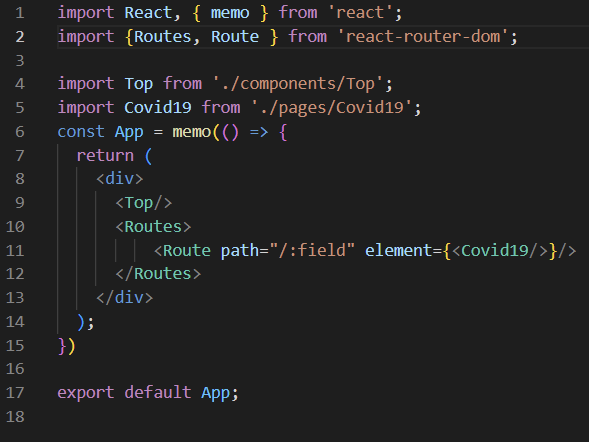 1 import React, { memo } from 'react';
2 import {Routes, Route } from 'react-router-dom';
3
4 import Top from './components/Top';
5 import Covid19 from './pages/Covid19';
6 const App = memo(() => {
7   return (
8     <div>
9       <Top/>
10       <Routes>
11           <Route path="/:field" element={<Covid19/>}/>
12       </Routes>
13     </div>
14   );
15 })
16
17 export default App;
18